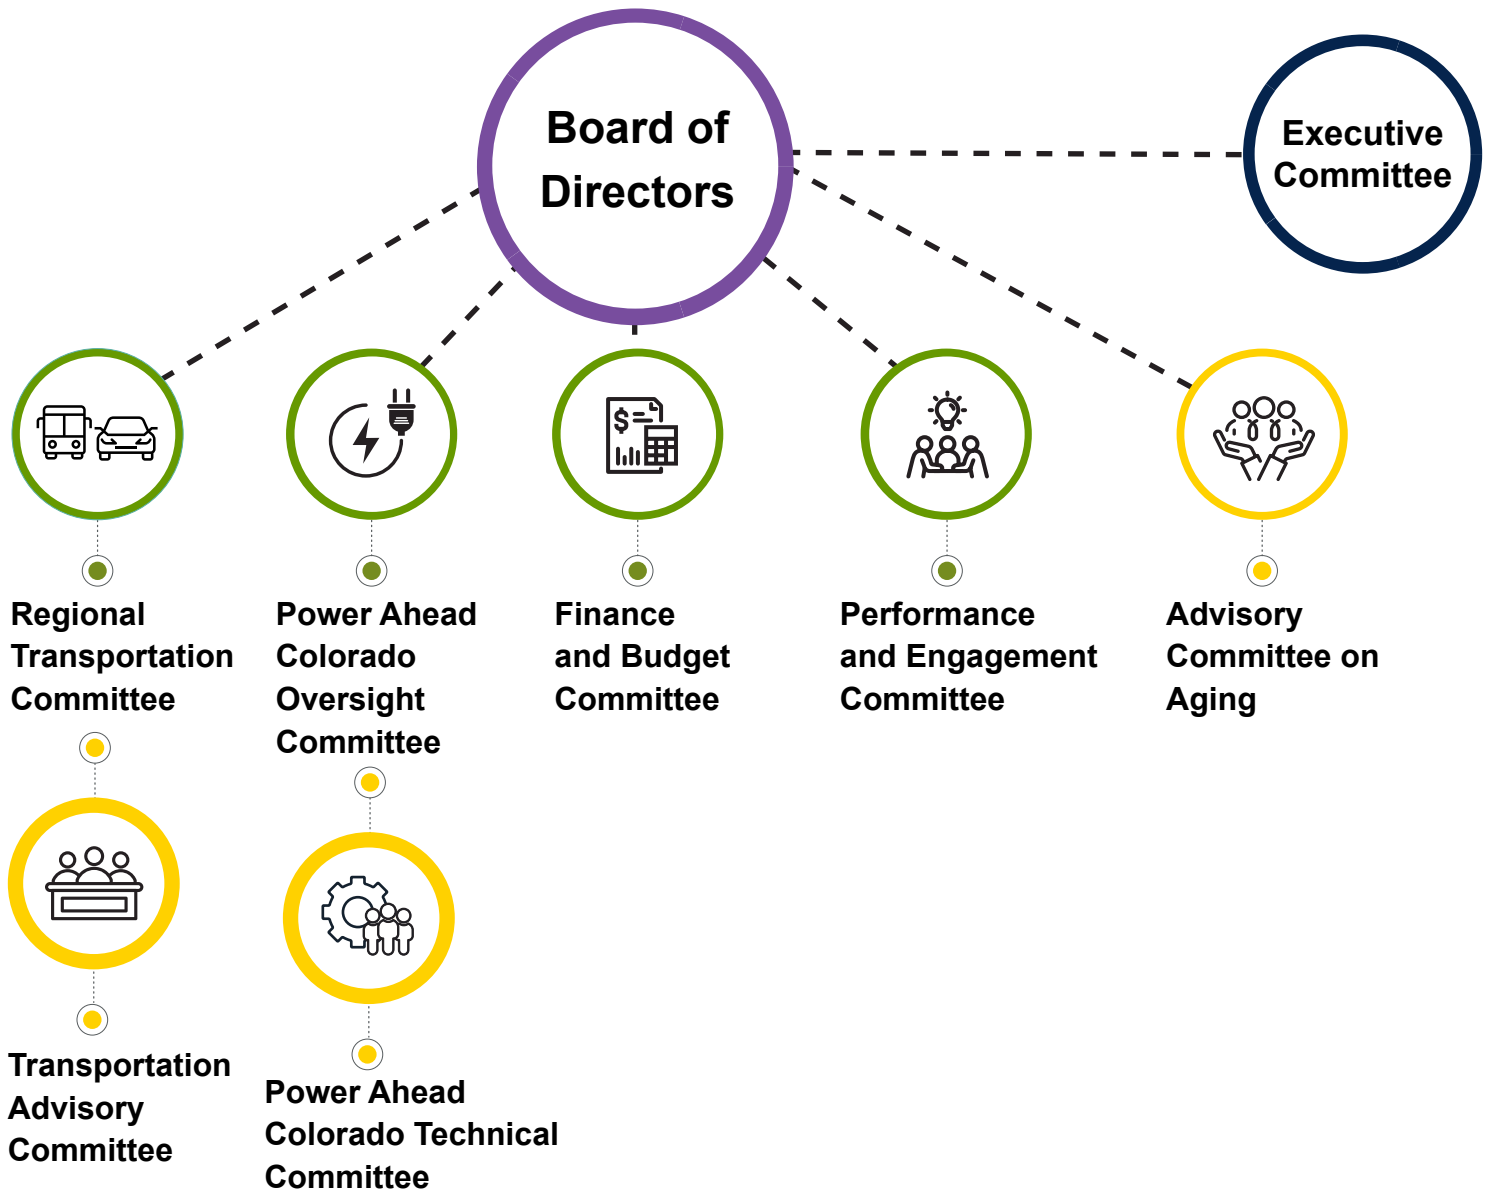 Board of
Directors
Executive
Committee
$
Regional
Transportation
Committee
Power Ahead
Colorado
Oversight
Committee
Finance
and Budget
Committee
Performance
and Engagement
Committee
Advisory
Committee on
Aging
Transportation
Advisory
Committee
Power Ahead
Colorado Technical
Committee